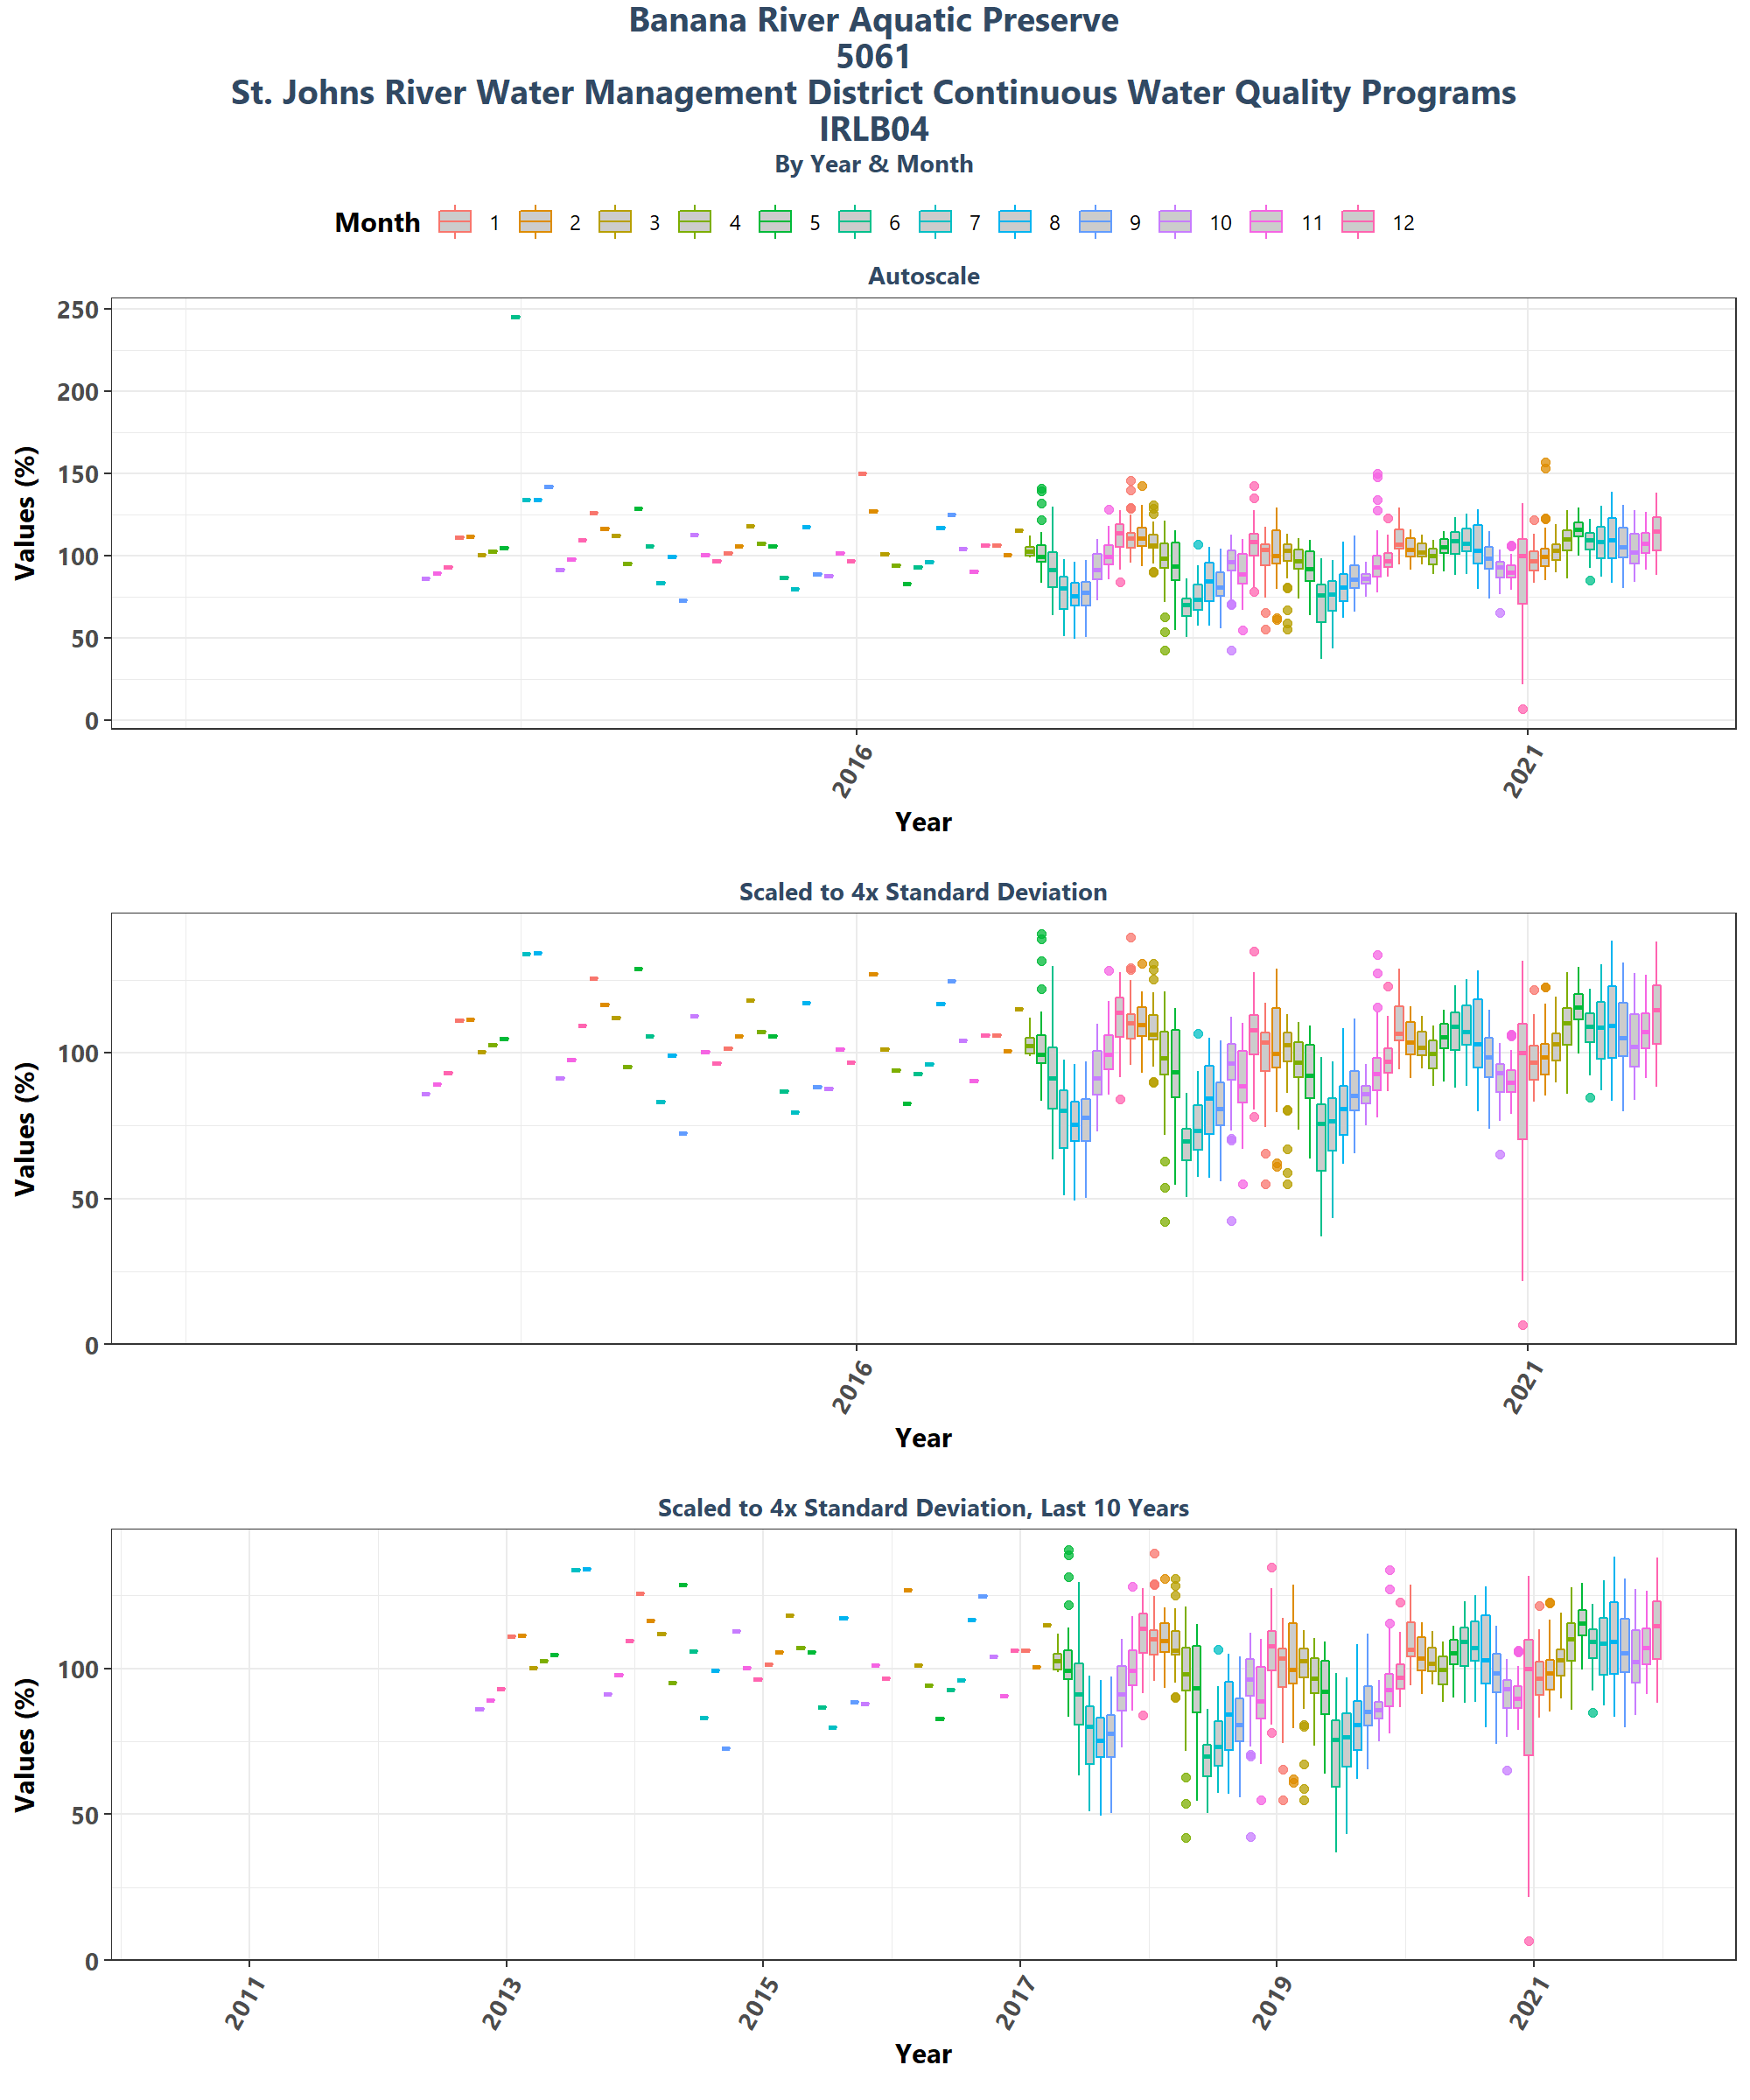 Banana River Aquatic Preserve
5061
St. Johns River Water Management District Continuous Water Quality Programs
IRLB04
By Year & Month
Month 1 2 3 4 5 6 7 8 9 10 11 12
Autoscale
Values (%)
250
200
150
100
50
0
2016 2021
Year
Scaled to 4x Standard Deviation
Values (%)
100
50
0
2016 2021
Year
Scaled to 4x Standard Deviation, Last 10 Years
Values (%)
100
50
0
2011 2013 2015 2017 2019 2021
Year